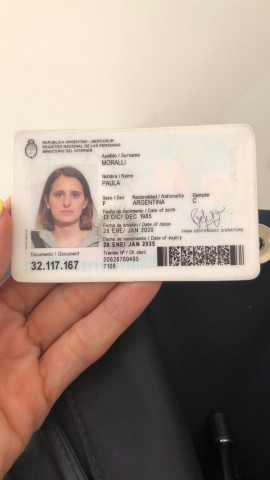 REPUBLICA ARGENTINA - MERCOSUR
REGISTRO NACIONAL DE LAS PERSONAS
MINISTERIO DEL INTERIOR
Apellido / Surname
MORALLI
Nombre / Name
PAULA
Sexo / Sex Nacionalidad / Nationality Ejemplar
F ARGENTINA C
Fecha de nacimiento / Date of birth
13 DIC/ DEC 1985
Fecha de emisión / Date of issue
28 ENE/ JAN 2020
Fecha de vencimiento / Date of expiry
28 ENE/ JAN 2035
FIRMA IDENTIFICADO/ SIGNATURE
Documento / Document
Trámite Nº / Of. ident.
32.117.167
00626760495
7108